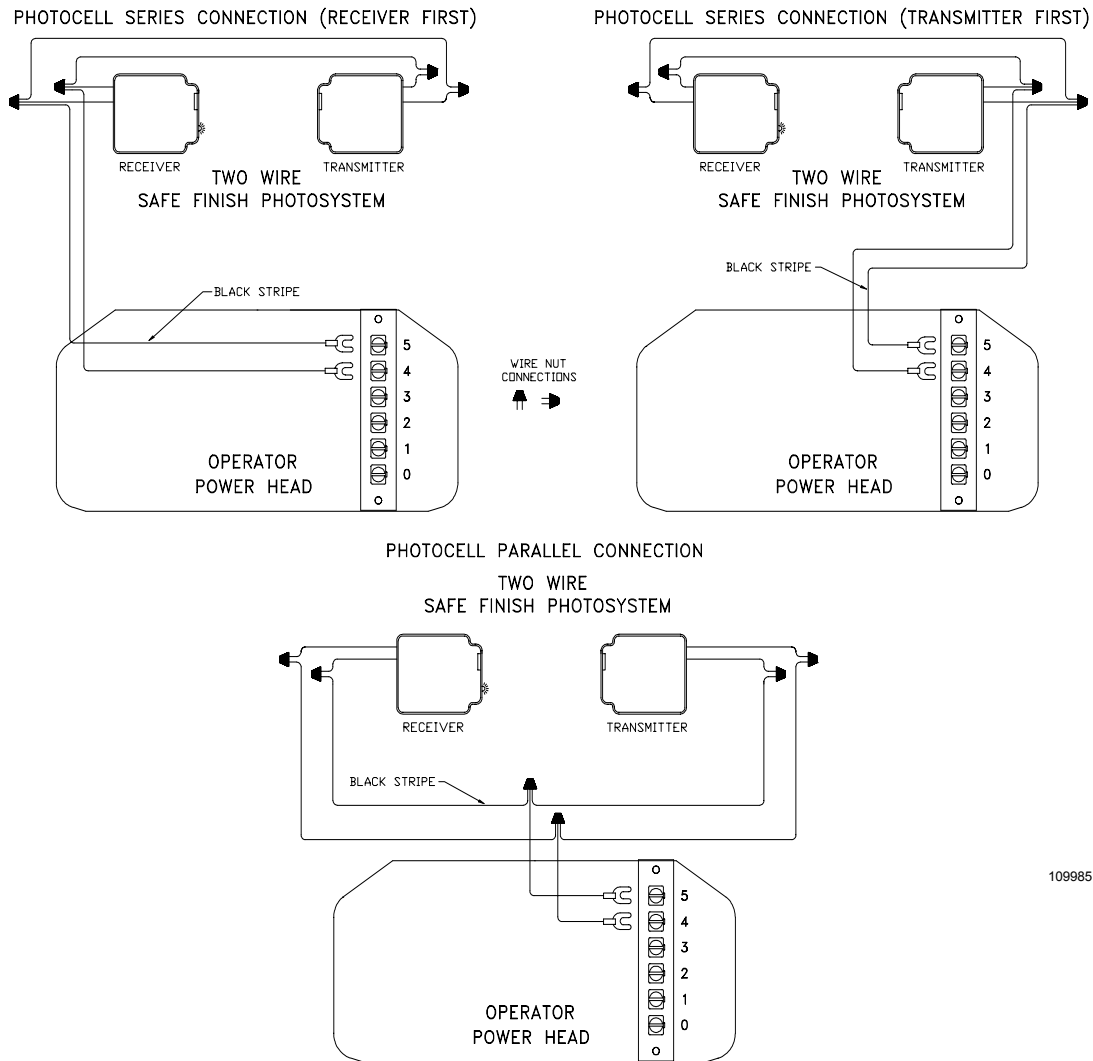 PHOTOCELL SERIES CONNECTION (RECEIVER FIRST)
RECEIVER
TRANSMITTER
TWO WIRE
SAFE FINISH PHOTOSYSTEM
BLACK STRIPE
5
4
3
2
1
0
OPERATOR
POWER HEAD
WIRE NUT
CONNECTIONS
PHOTOCELL SERIES CONNECTION (TRANSMITTER FIRST)
RECEIVER
TRANSMITTER
TWO WIRE
SAFE FINISH PHOTOSYSTEM
BLACK STRIPE
5
4
3
2
1
0
OPERATOR
POWER HEAD
PHOTOCELL PARALLEL CONNECTION
TWO WIRE
SAFE FINISH PHOTOSYSTEM
RECEIVER
TRANSMITTER
BLACK STRIPE
5
4
3
2
1
0
OPERATOR
POWER HEAD
109985